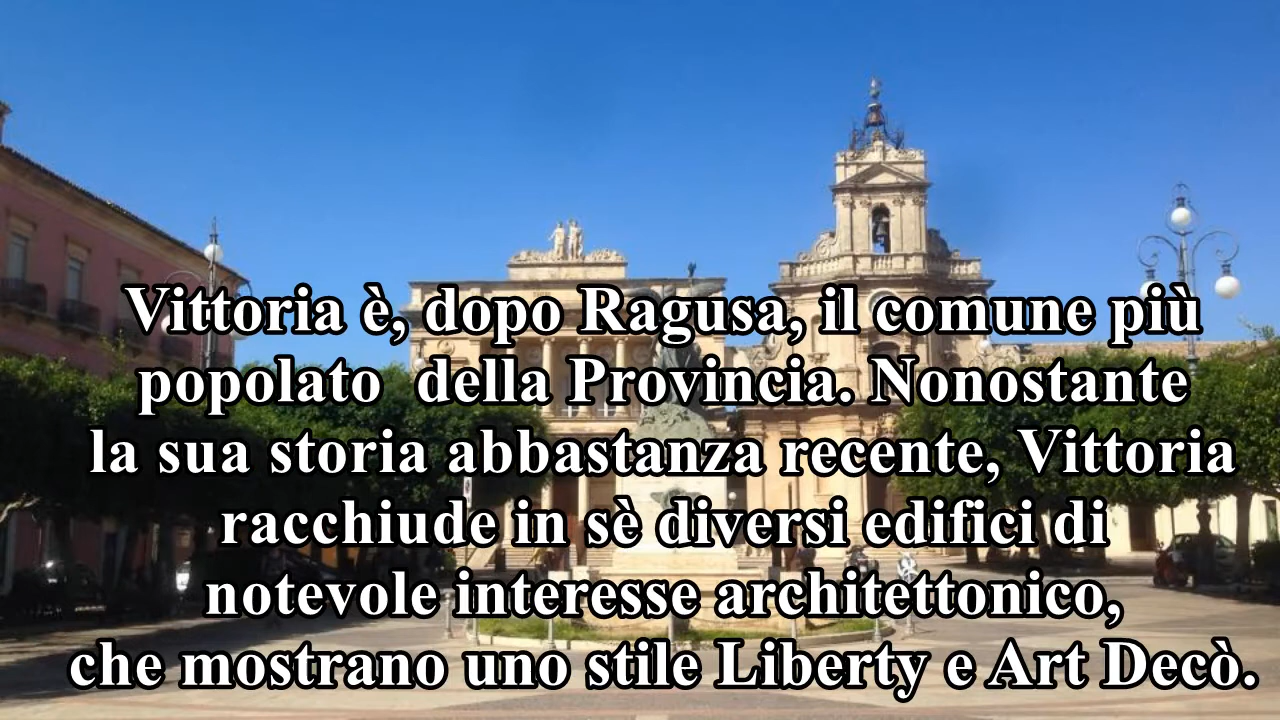 Vittoria è, dopo Ragusa, il comune più
popolato  della Provincia. Nonostante
la sua storia abbastanza recente, Vittoria
racchiude in sè diversi edifici di
notevole interesse architettonico,
che mostrano uno stile Liberty e Art Decò.